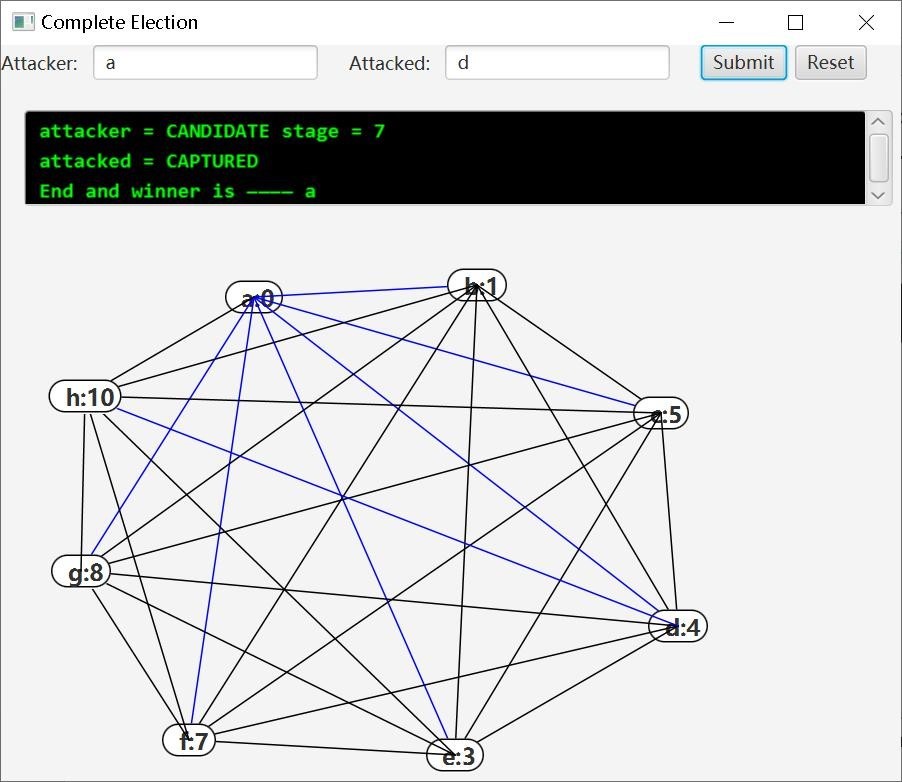 Complete Election
Attacker: a Attacked: d Submit Reset
attacker = CANDIDATE stage = 7
attacked = CAPTURED
End and winner is ———— a
a:0
b:1
h:10
:5
g:8
d:4
f:7
e:3